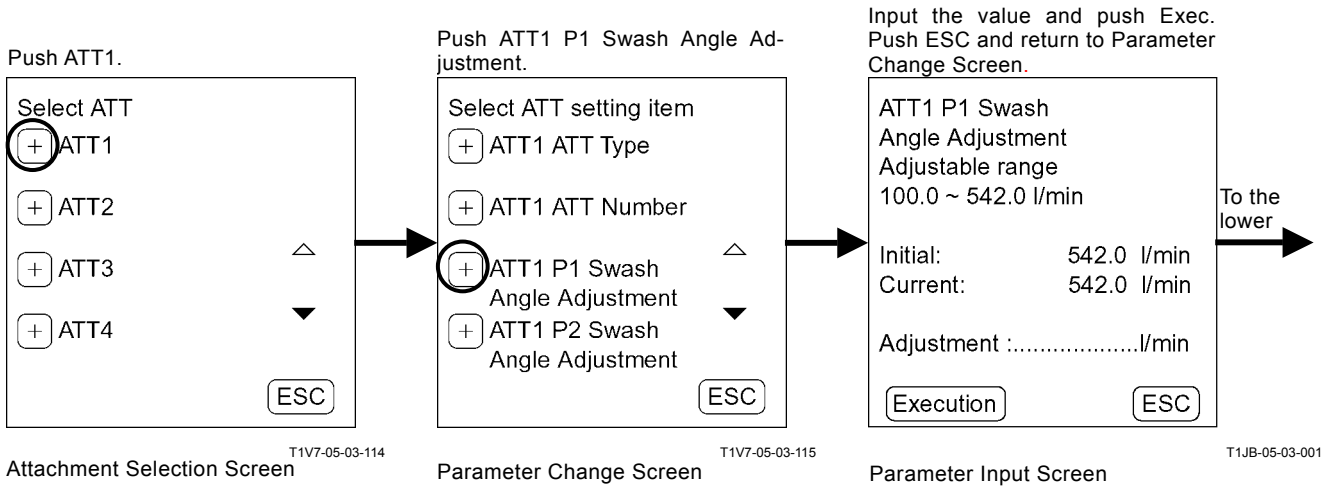 Push ATT1.
Select ATT
+ ATT1
+ ATT2
+ ATT3
+ ATT4
ESC
T1V7-05-03-114
Attachment Selection Screen
Push ATT1 P1 Swash Angle Ad-
justment.
Select ATT setting item
+ ATT1 ATT Type
+ ATT1 ATT Number
+ ATT1 P1 Swash
Angle Adjustment
+ ATT1 P2 Swash
Angle Adjustment
ESC
T1V7-05-03-115
Parameter Change Screen
Input the value and push Exec.
Push ESC and return to Parameter
Change Screen.
ATT1 P1 Swash
Angle Adjustment
Adjustable range
100.0 ~ 542.0 l/min
Initial: 542.0 l/min
Current: 542.0 l/min
Adjustment :...................l/min
Execution ESC
T1JB-05-03-001
Parameter Input Screen
To the
lower